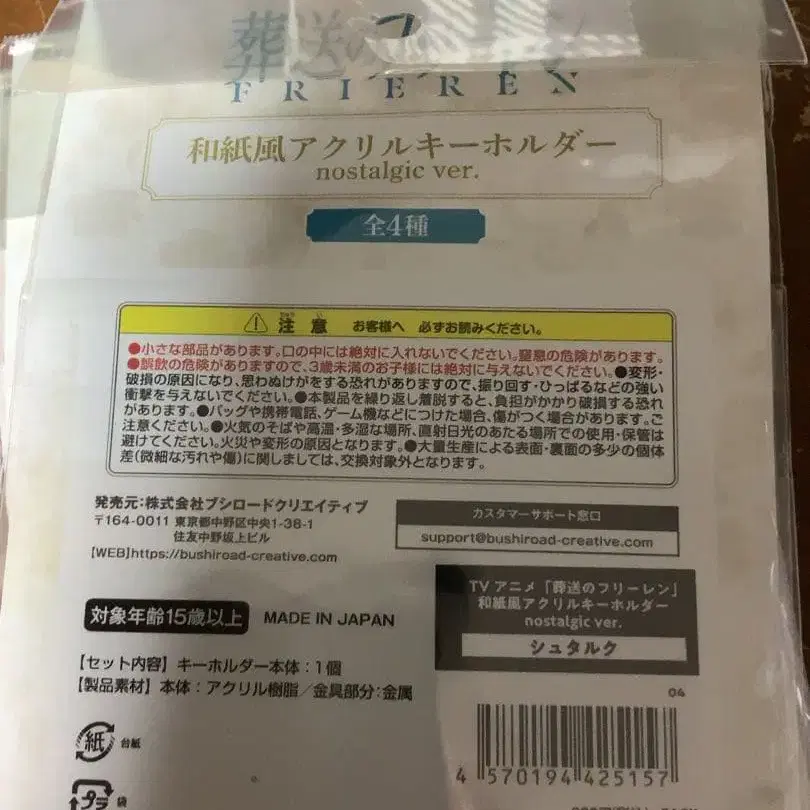 葬送のフリーレン
FRIEREN
和紙風アクリルキーホルダー
nostalgic ver.
全4種
注意 お客様へ 必ずお読みください。
●小さな部品があります。口の中には絶対に入れないでください。窒息の危険があります。
●誤飲の危険がありますので、3歳未満のお子様には絶対に与えないでください。●変形・
破損の原因になり、思わぬけがをする恐れがありますので、振り回す・ひっぱるなどの強い
衝撃を与えないでください。●本製品を繰り返し着脱すると、負担がかかり破損する恐れ
があります。●バッグや携帯電話、ゲーム機などにつけた場合、傷がつく場合があります。ご
注意ください。●火気のそばや高温・多湿な場所、直射日光のあたる場所での使用・保管は
避けてください。火災や変形の原因となります。●大量生産による表面・裏面の多少の個体
差(微細な汚れや傷)に関しましては、交換対象外となります。
発売元:株式会社ブシロードクリエイティブ
〒164-0011 東京都中野区中央1-38-1
住友中野坂上ビル
【WEB】https://bushiroad-creative.com
カスタマーサポート窓口
support@bushiroad-creative.com
対象年齢15歳以上 MADE IN JAPAN
TVアニメ「葬送のフリーレン」
和紙風アクリルキーホルダー
nostalgic ver.
シュタルク
【セット内容】キーホルダー本体:1個
【製品素材】本体:アクリル樹脂/金具部分:金属
04
紙 台紙
プラ 袋
4 570194 425157